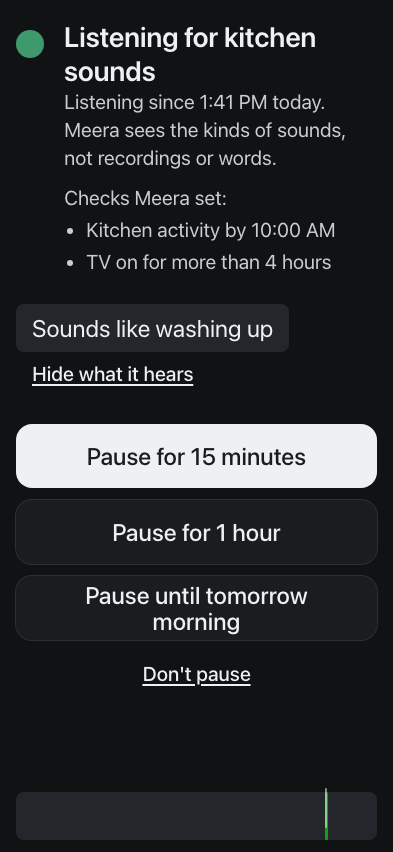 Listening for kitchen
sounds
Listening since 1:41 PM today.
Meera sees the kinds of sounds,
not recordings or words.
Checks Meera set:
• Kitchen activity by 10:00 AM
• TV on for more than 4 hours
Sounds like washing up
Hide what it hears
Pause for 15 minutes
Pause for 1 hour
Pause until tomorrow
morning
Don't pause